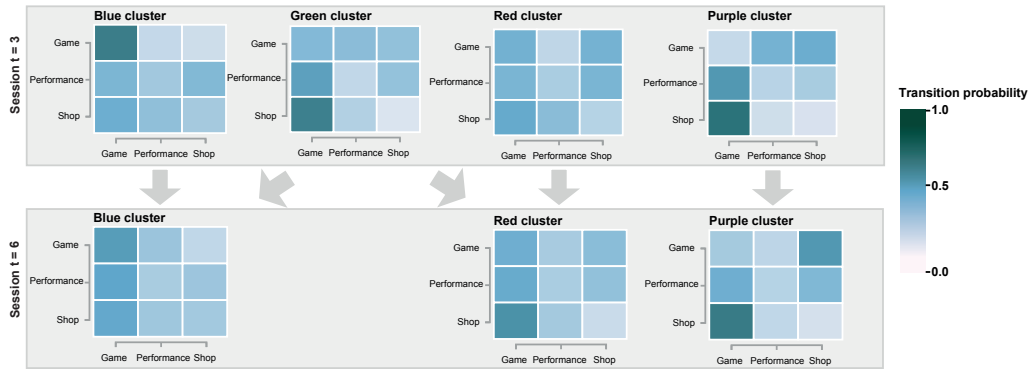 Blue cluster
Green cluster
Red cluster
Purple cluster
Session t = 3
Game
Performance
Shop
Game
Performance
Shop
Game
Performance
Shop
Game
Performance
Shop
Game Performance Shop
Game Performance Shop
Game Performance Shop
Game Performance Shop
Transition probability
1.0
0.5
0.0
Session t = 6
Blue cluster
Red cluster
Purple cluster
Game
Performance
Shop
Game
Performance
Shop
Game
Performance
Shop
Game Performance Shop
Game Performance Shop
Game Performance Shop